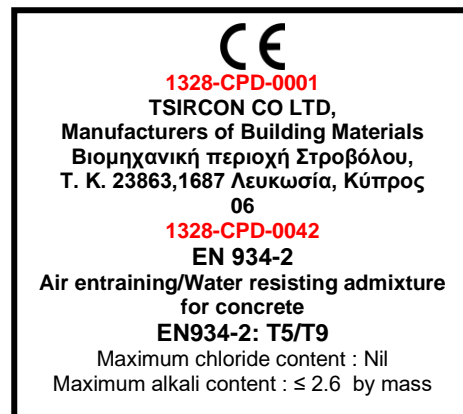 CE
1328-CPD-0001
TSIRCON CO LTD,
Manufacturers of Building Materials
Βιομηχανική περιοχή Στροβόλου,
Τ. Κ. 23863,1687 Λευκωσία, Κύπρος
06
1328-CPD-0042
EN 934-2
Air entraining/Water resisting admixture
for concrete
EN934-2: T5/T9
Maximum chloride content : Nil
Maximum alkali content : ≤ 2.6 by mass